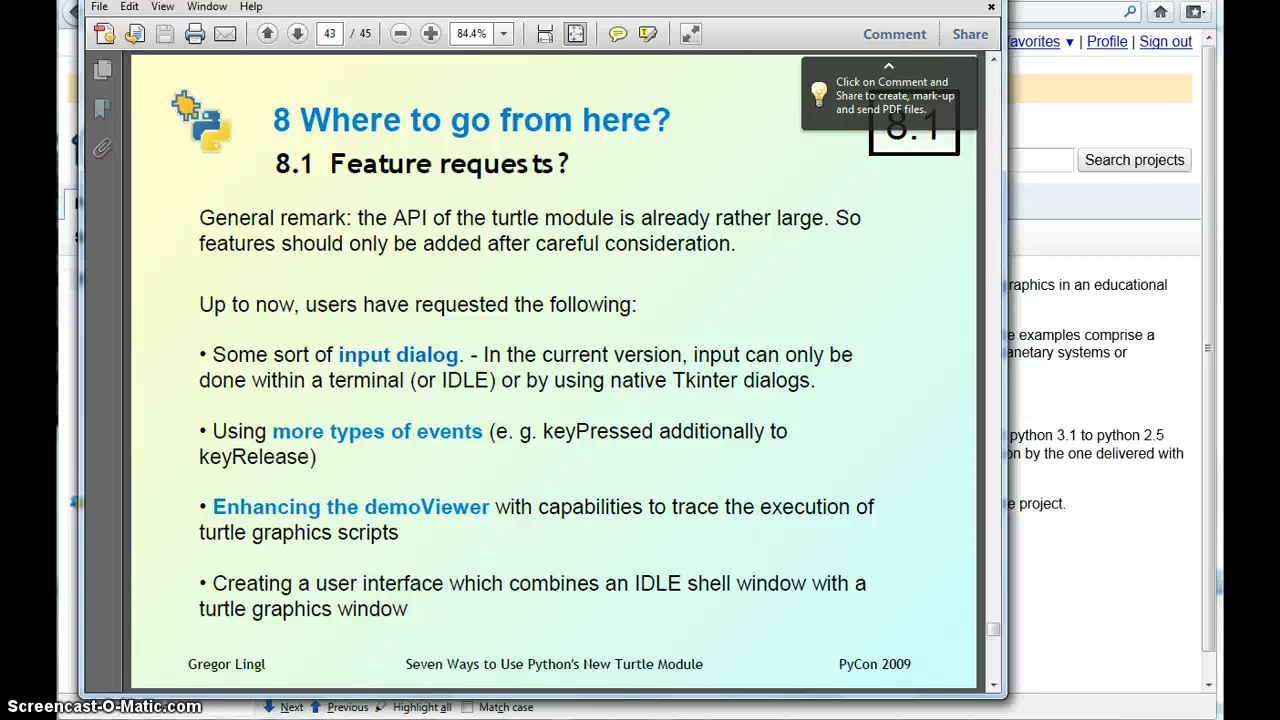 File Edit View Window Help
43 / 45 84.4% Comment Share
favorites ▼ | Profile | Sign out
Click on Comment and
Share to create, mark-up
and send PDF files.
8.1
8 Where to go from here?
8.1 Feature requests?
Search projects
General remark: the API of the turtle module is already rather large. So
features should only be added after careful consideration.
Up to now, users have requested the following:
• Some sort of input dialog. - In the current version, input can only be
done within a terminal (or IDLE) or by using native Tkinter dialogs.
• Using more types of events (e. g. keyPressed additionally to
keyRelease)
• Enhancing the demoViewer with capabilities to trace the execution of
turtle graphics scripts
• Creating a user interface which combines an IDLE shell window with a
turtle graphics window
Gregor Lingl Seven Ways to Use Python's New Turtle Module PyCon 2009
raphics in an educational
e examples comprise a
anetary systems or
python 3.1 to python 2.5
on by the one delivered with
e project.
Next Previous Highlight all Match case
Screencast-O-Matic.com